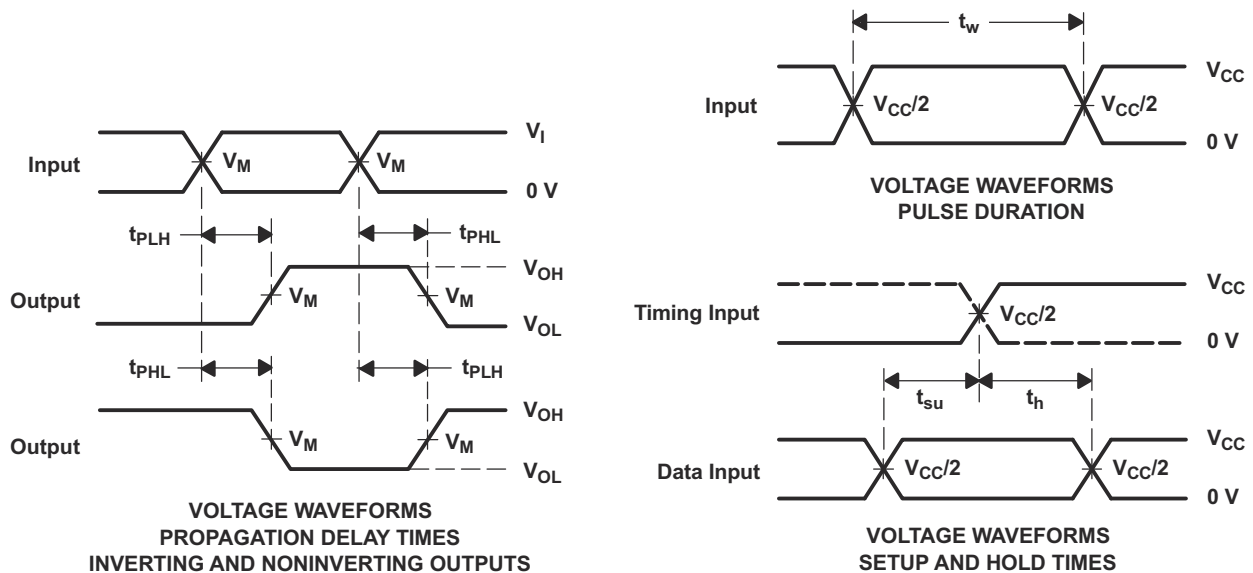 Input
V_M
V_M
V_I
0 V
t_PLH
t_PHL
Output
V_M
V_M
V_OH
V_OL
t_PHL
t_PLH
Output
V_M
V_M
V_OH
V_OL
VOLTAGE WAVEFORMS
PROPAGATION DELAY TIMES
INVERTING AND NONINVERTING OUTPUTS
t_w
Input
V_CC/2
V_CC/2
V_CC
0 V
VOLTAGE WAVEFORMS
PULSE DURATION
Timing Input
V_CC/2
V_CC
0 V
t_su
t_h
Data Input
V_CC/2
V_CC/2
V_CC
0 V
VOLTAGE WAVEFORMS
SETUP AND HOLD TIMES